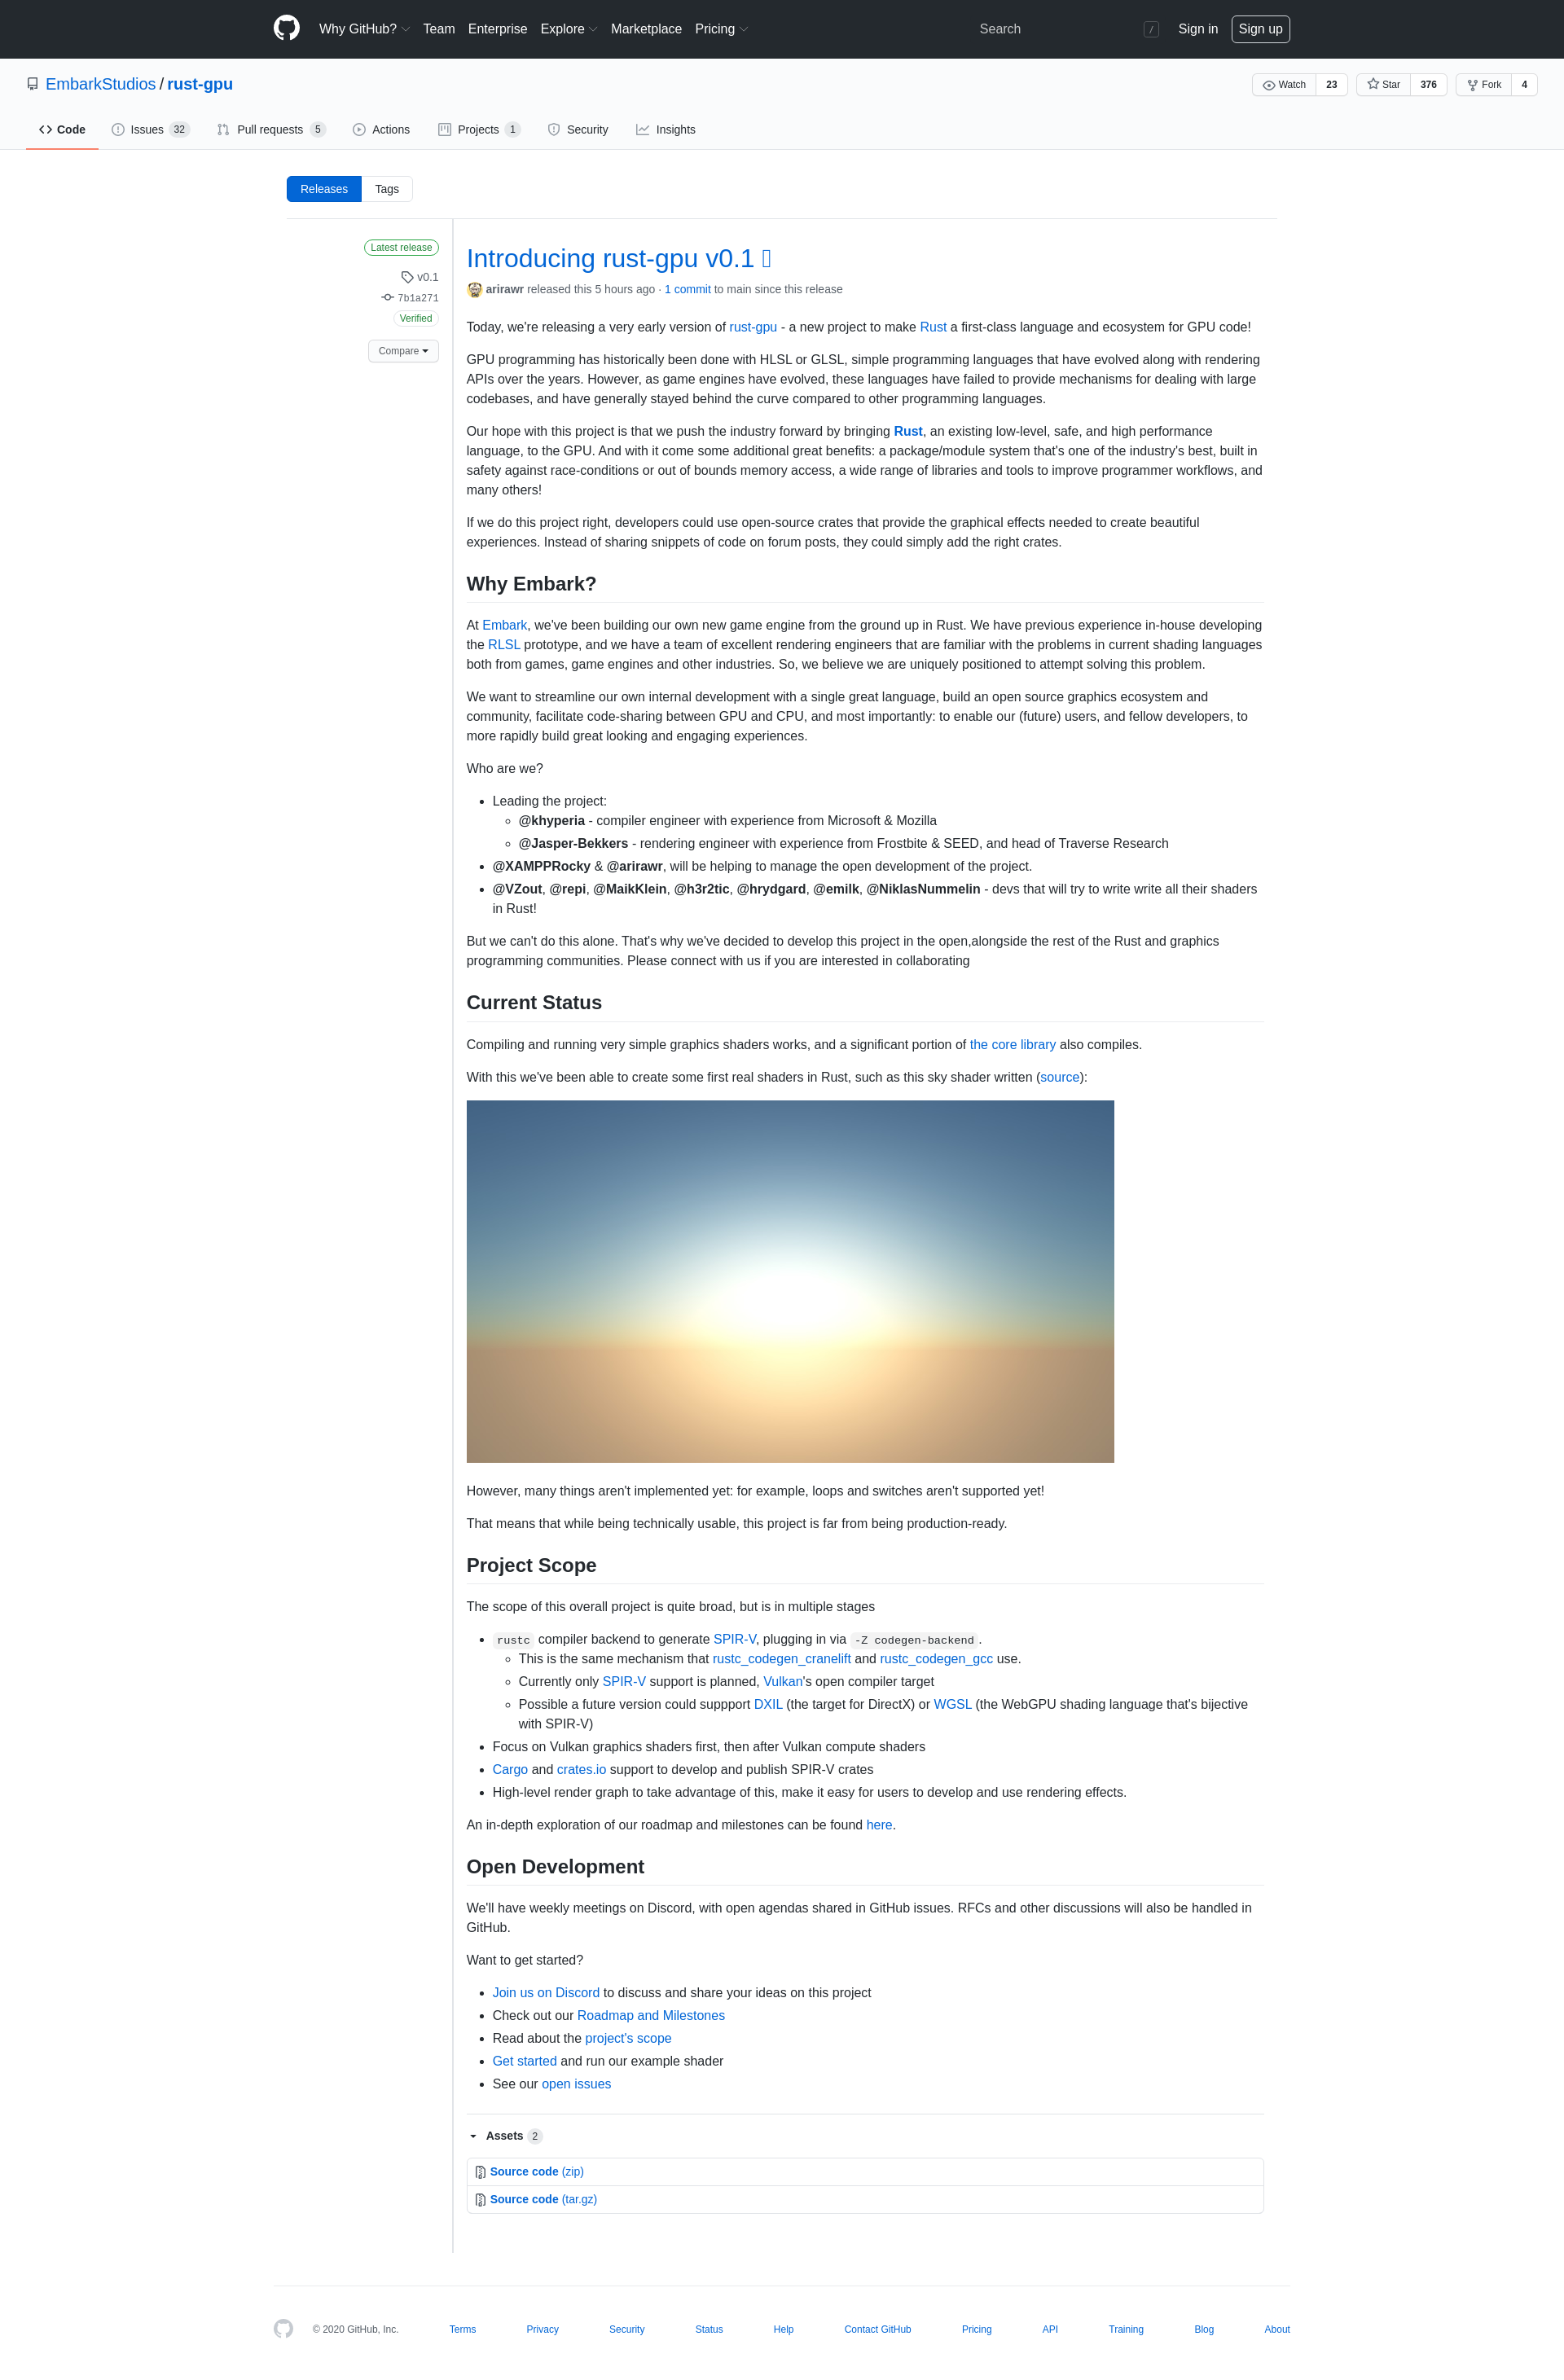 Why GitHub? Team Enterprise Explore Marketplace Pricing Search / Sign in Sign up
EmbarkStudios / rust-gpu Watch 23 Star 376 Fork 4
Code Issues 32 Pull requests 5 Actions Projects 1 Security Insights
Releases Tags
Latest release
v0.1
7b1a271
Verified
Compare
Introducing rust-gpu v0.1
arirawr released this 5 hours ago · 1 commit to main since this release
Today, we're releasing a very early version of rust-gpu - a new project to make Rust a first-class language and ecosystem for GPU code!
GPU programming has historically been done with HLSL or GLSL, simple programming languages that have evolved along with rendering
APIs over the years. However, as game engines have evolved, these languages have failed to provide mechanisms for dealing with large
codebases, and have generally stayed behind the curve compared to other programming languages.
Our hope with this project is that we push the industry forward by bringing Rust, an existing low-level, safe, and high performance
language, to the GPU. And with it come some additional great benefits: a package/module system that's one of the industry's best, built in
safety against race-conditions or out of bounds memory access, a wide range of libraries and tools to improve programmer workflows, and
many others!
If we do this project right, developers could use open-source crates that provide the graphical effects needed to create beautiful
experiences. Instead of sharing snippets of code on forum posts, they could simply add the right crates.
Why Embark?
At Embark, we've been building our own new game engine from the ground up in Rust. We have previous experience in-house developing
the RLSL prototype, and we have a team of excellent rendering engineers that are familiar with the problems in current shading languages
both from games, game engines and other industries. So, we believe we are uniquely positioned to attempt solving this problem.
We want to streamline our own internal development with a single great language, build an open source graphics ecosystem and
community, facilitate code-sharing between GPU and CPU, and most importantly: to enable our (future) users, and fellow developers, to
more rapidly build great looking and engaging experiences.
Who are we?
Leading the project:
@khyperia - compiler engineer with experience from Microsoft & Mozilla
@Jasper-Bekkers - rendering engineer with experience from Frostbite & SEED, and head of Traverse Research
@XAMPPRocky & @arirawr, will be helping to manage the open development of the project.
@VZout, @repi, @MaikKlein, @h3r2tic, @hrydgard, @emilk, @NiklasNummelin - devs that will try to write write all their shaders
in Rust!
But we can't do this alone. That's why we've decided to develop this project in the open,alongside the rest of the Rust and graphics
programming communities. Please connect with us if you are interested in collaborating
Current Status
Compiling and running very simple graphics shaders works, and a significant portion of the core library also compiles.
With this we've been able to create some first real shaders in Rust, such as this sky shader written (source):
However, many things aren't implemented yet: for example, loops and switches aren't supported yet!
That means that while being technically usable, this project is far from being production-ready.
Project Scope
The scope of this overall project is quite broad, but is in multiple stages
rustc compiler backend to generate SPIR-V, plugging in via -Z codegen-backend.
This is the same mechanism that rustc_codegen_cranelift and rustc_codegen_gcc use.
Currently only SPIR-V support is planned, Vulkan's open compiler target
Possible a future version could suppport DXIL (the target for DirectX) or WGSL (the WebGPU shading language that's bijective
with SPIR-V)
Focus on Vulkan graphics shaders first, then after Vulkan compute shaders
Cargo and crates.io support to develop and publish SPIR-V crates
High-level render graph to take advantage of this, make it easy for users to develop and use rendering effects.
An in-depth exploration of our roadmap and milestones can be found here.
Open Development
We'll have weekly meetings on Discord, with open agendas shared in GitHub issues. RFCs and other discussions will also be handled in
GitHub.
Want to get started?
Join us on Discord to discuss and share your ideas on this project
Check out our Roadmap and Milestones
Read about the project's scope
Get started and run our example shader
See our open issues
Assets 2
Source code (zip)
Source code (tar.gz)
© 2020 GitHub, Inc. Terms Privacy Security Status Help Contact GitHub Pricing API Training Blog About